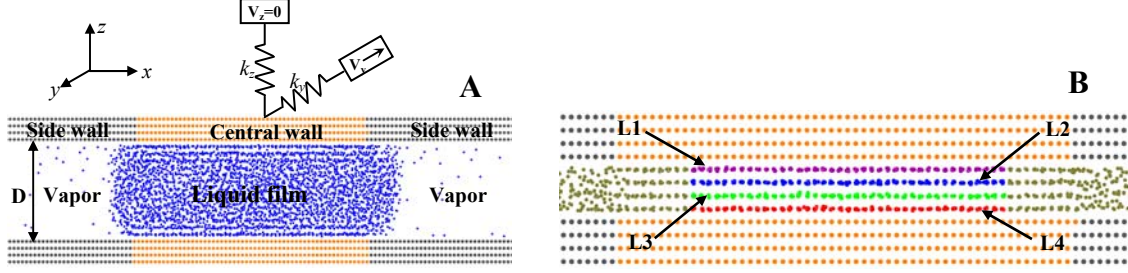 V_z=0
z
x
y
k_z
k_y
V_y
A
Side wall
Central wall
Side wall
D
Vapor
Liquid film
Vapor
B
L1
L2
L3
L4